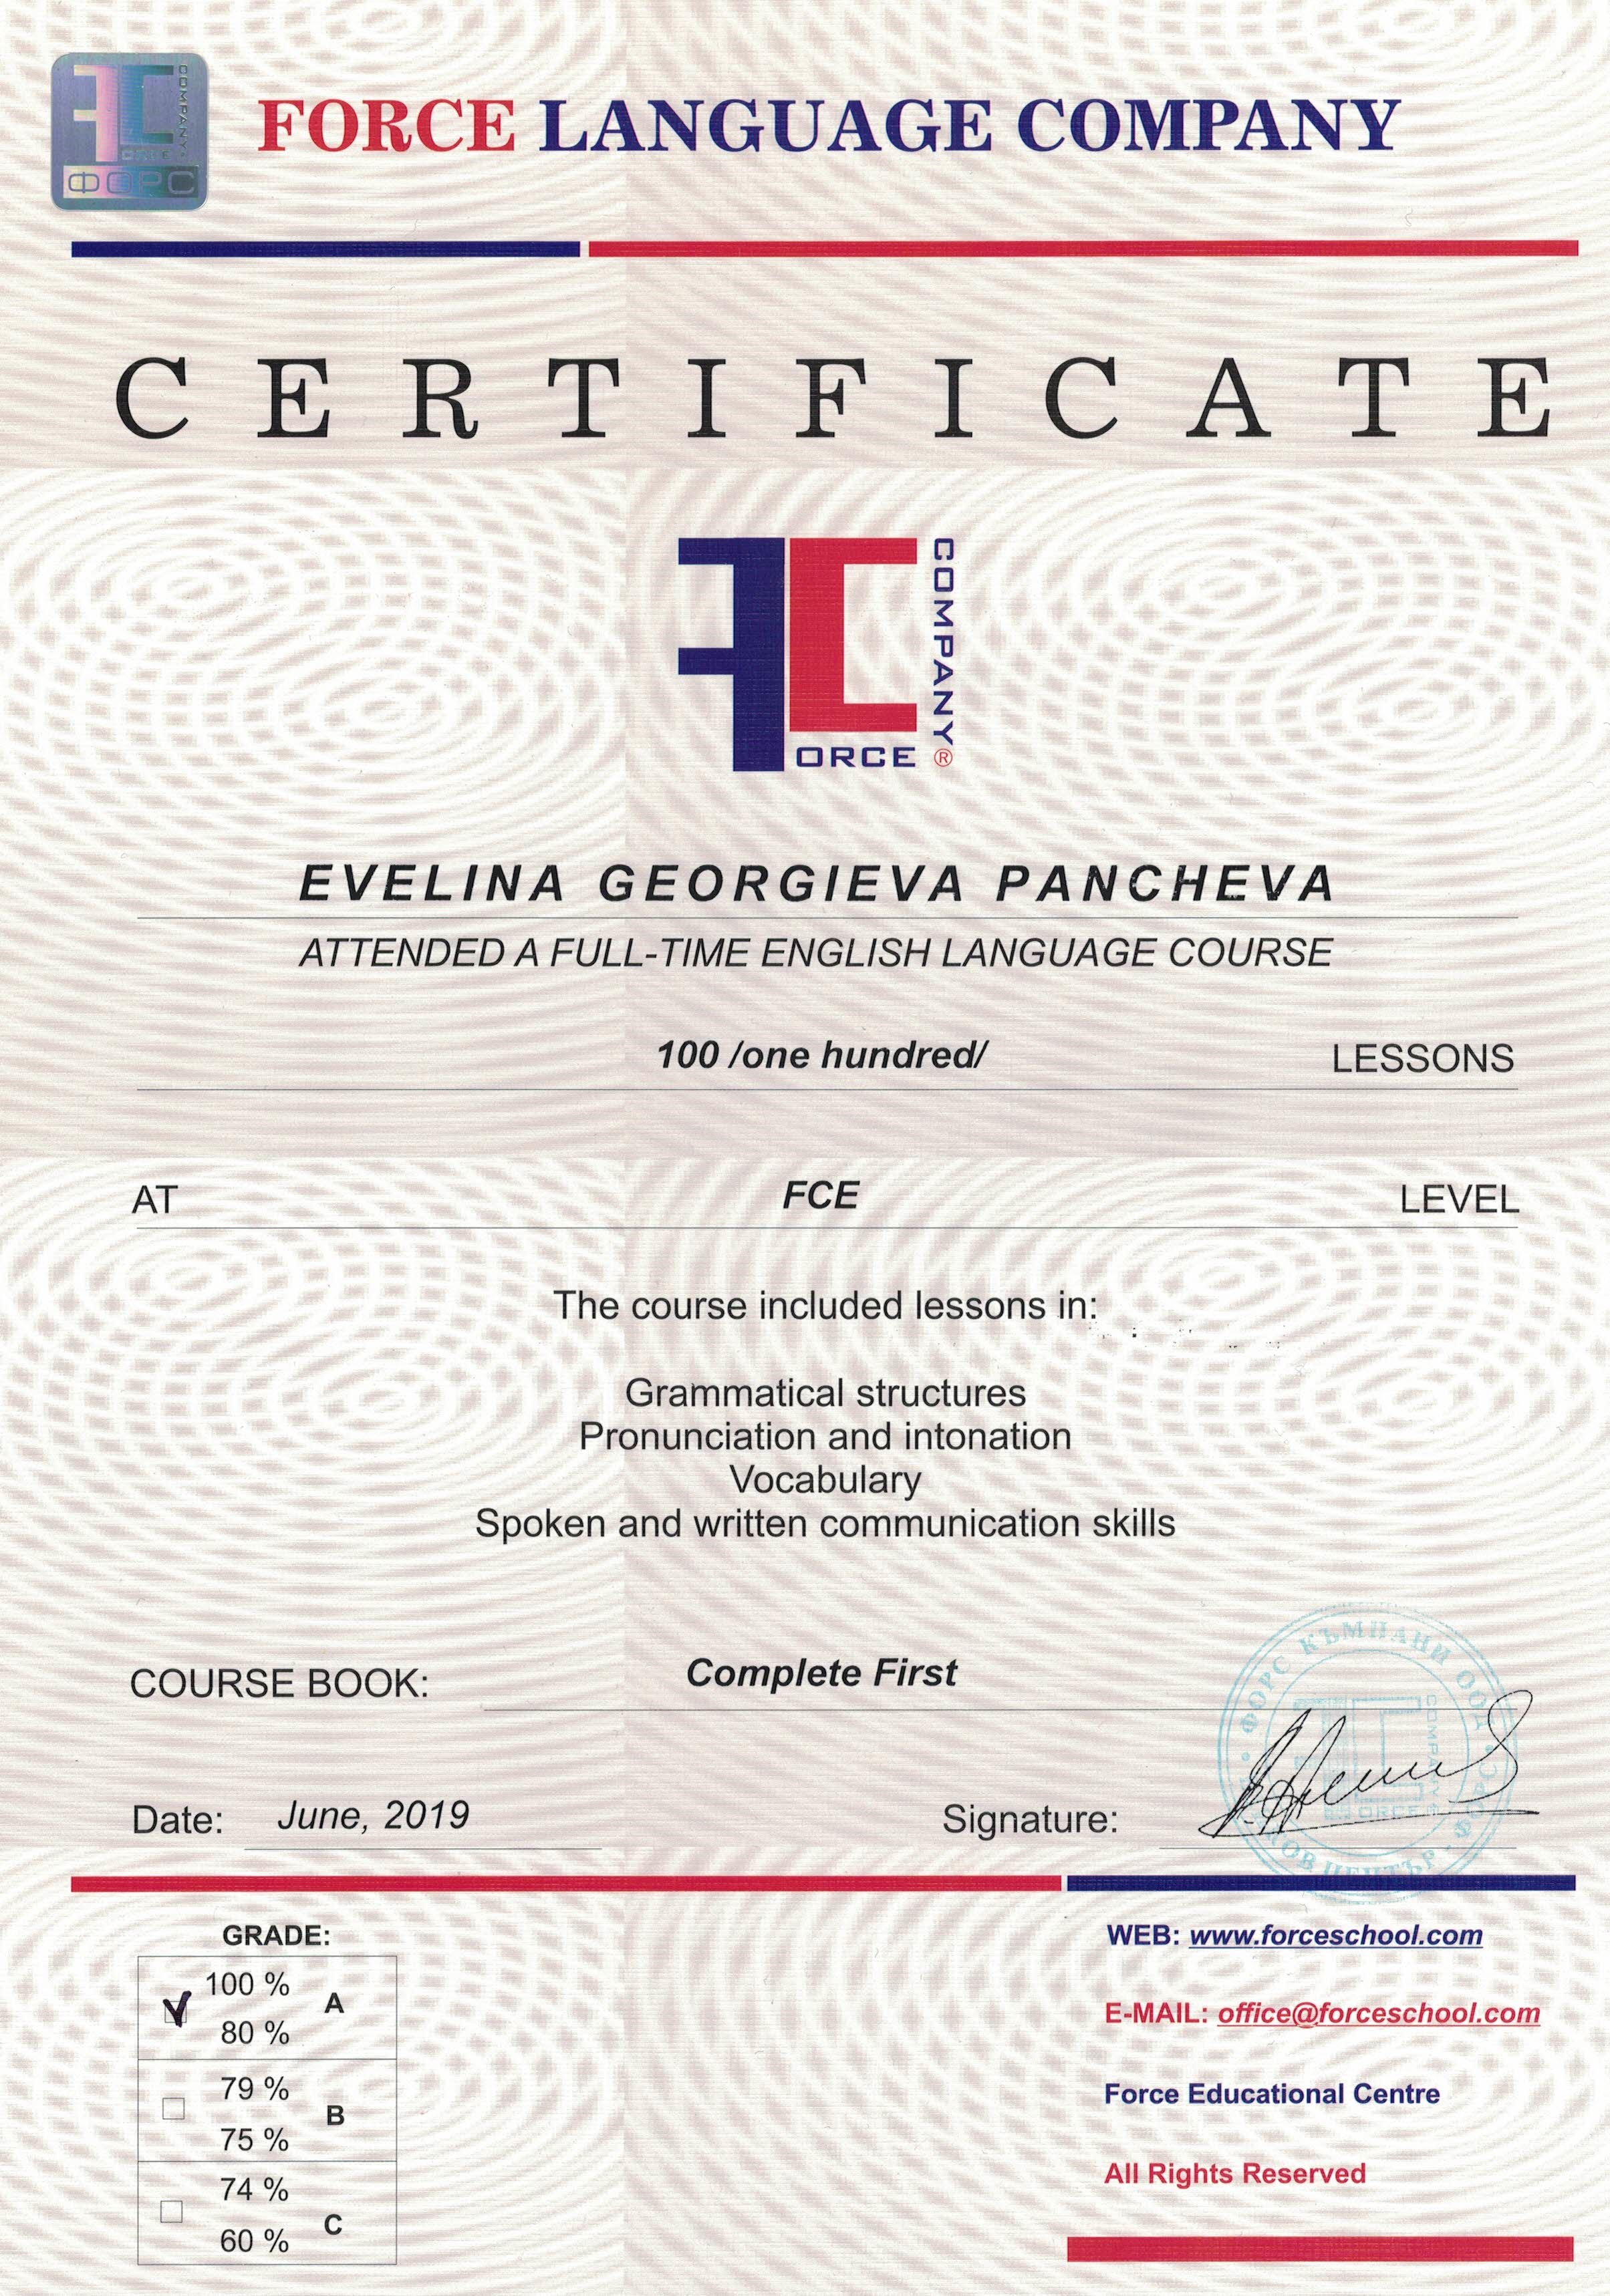 COMPANY
ORCE
ФОРС
FORCE LANGUAGE COMPANY
CERTIFICATE
COMPANY
ORCE ®
EVELINA GEORGIEVA PANCHEVA
ATTENDED A FULL-TIME ENGLISH LANGUAGE COURSE
100 /one hundred/ LESSONS
AT FCE LEVEL
The course included lessons in:
Grammatical structures
Pronunciation and intonation
Vocabulary
Spoken and written communication skills
COURSE BOOK: Complete First
ФОРС КЪМПАНИ ООД
COMPANY
ORCE
ЦЕНТЪР
Date: June, 2019 Signature:
GRADE:
100 %
80 % A
79 %
75 % B
74 %
60 % C
WEB: www.forceschool.com
E-MAIL: office@forceschool.com
Force Educational Centre
All Rights Reserved